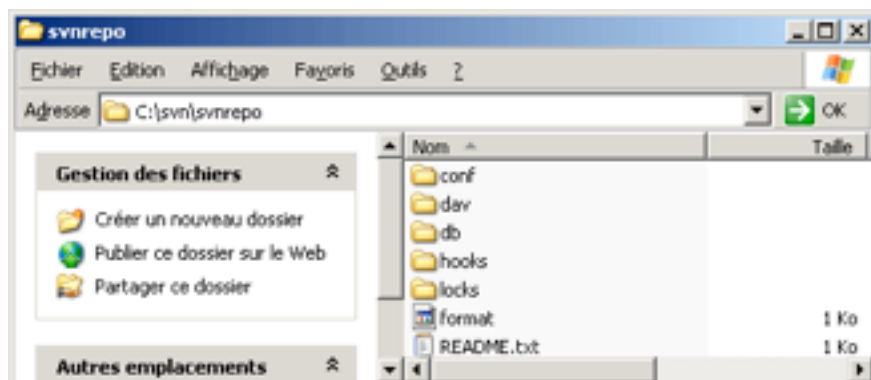 svnrepo
Fichier Edition Affichage Favoris Outils ?
Adresse C:\svn\svnrepo OK
Gestion des fichiers
Créer un nouveau dossier
Publier ce dossier sur le Web
Partager ce dossier
Autres emplacements
Nom Taille
conf
dav
db
hooks
locks
format 1 Ko
README.txt 1 Ko